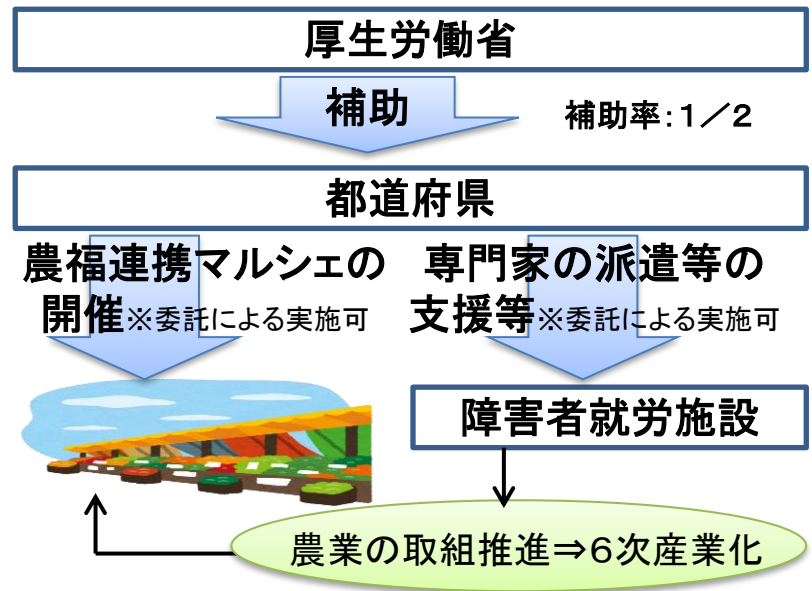 厚生労働省
補助
補助率:1/2
都道府県
農福連携マルシェの
開催※委託による実施可
専門家の派遣等の
支援等※委託による実施可
障害者就労施設
農業の取組推進⇒6次産業化